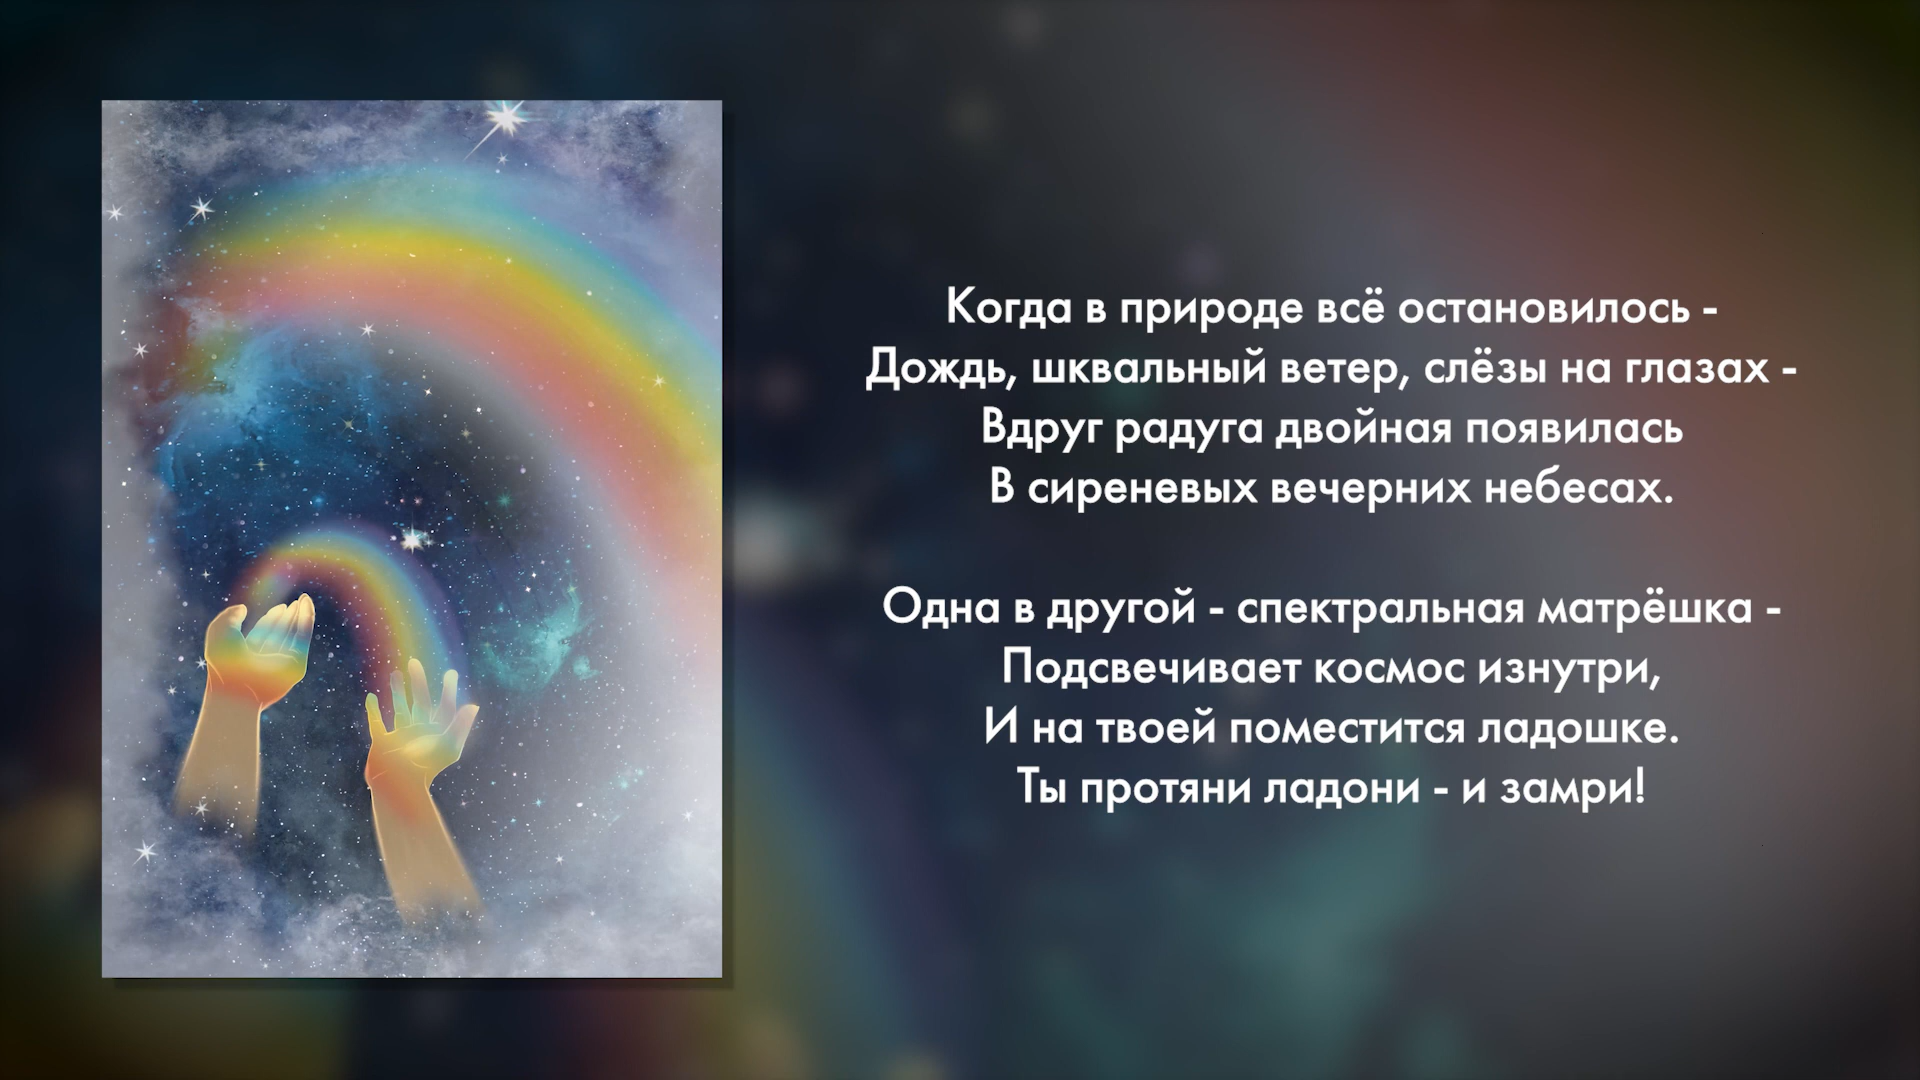 Когда в природе всё остановилось -
Дождь, шквальный ветер, слёзы на глазах -
Вдруг радуга двойная появилась
В сиреневых вечерних небесах.
Одна в другой - спектральная матрёшка -
Подсвечивает космос изнутри,
И на твоей поместится ладошке.
Ты протяни ладони - и замри!